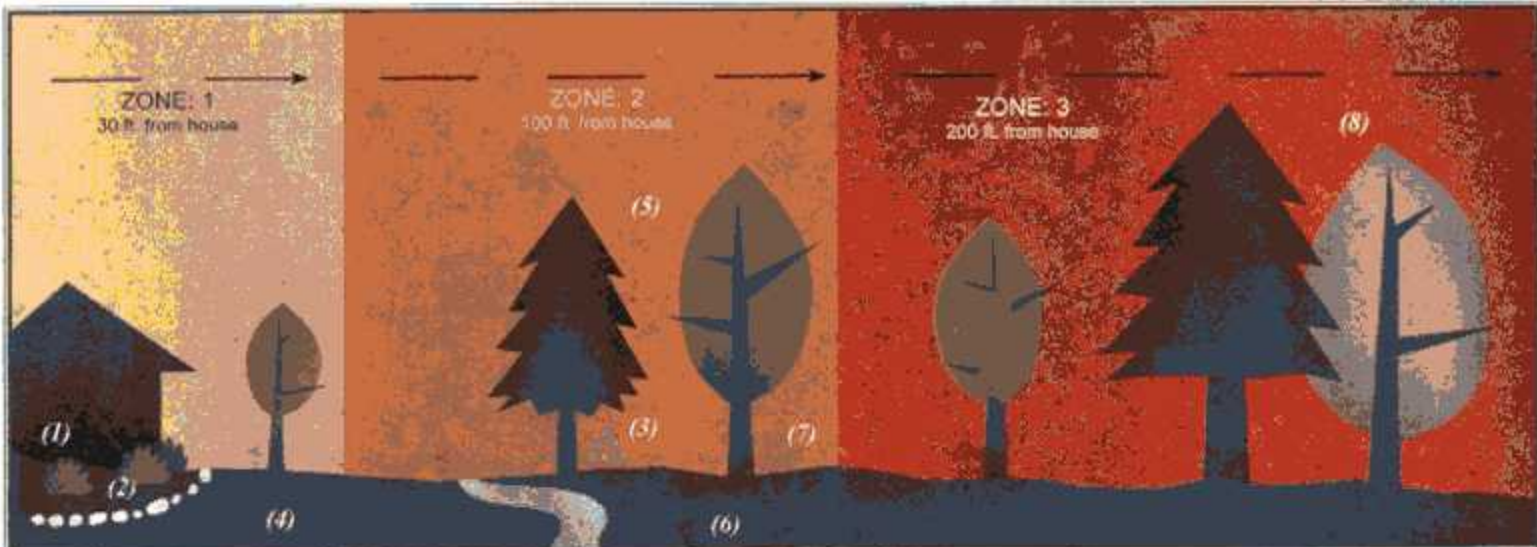 ZONE: 1
30 ft. from house
ZONE: 2
100 ft. from house
ZONE: 3
200 ft. from house
(8)
(5)
(1)
(3)
(7)
(2)
(4)
(6)